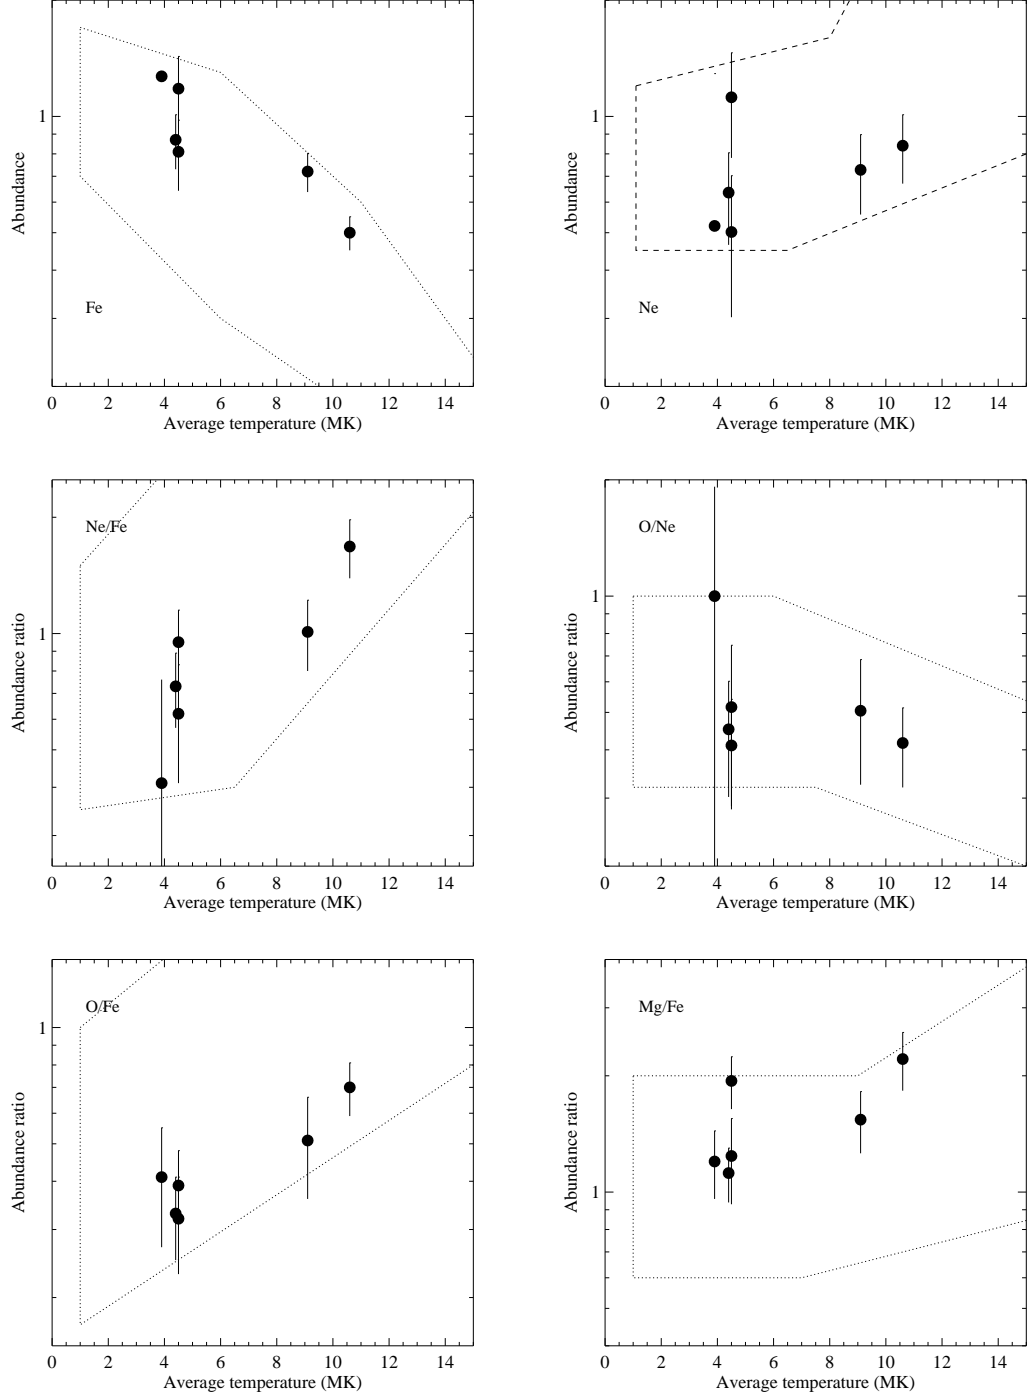 Abundance
1
Fe
0 2 4 6 8 10 12 14
Average temperature (MK)
Abundance
1
Ne
0 2 4 6 8 10 12 14
Average temperature (MK)
Abundance ratio
1
Ne/Fe
0 2 4 6 8 10 12 14
Average temperature (MK)
Abundance ratio
1
O/Ne
0 2 4 6 8 10 12 14
Average temperature (MK)
Abundance ratio
1
O/Fe
0 2 4 6 8 10 12 14
Average temperature (MK)
Abundance ratio
1
Mg/Fe
0 2 4 6 8 10 12 14
Average temperature (MK)